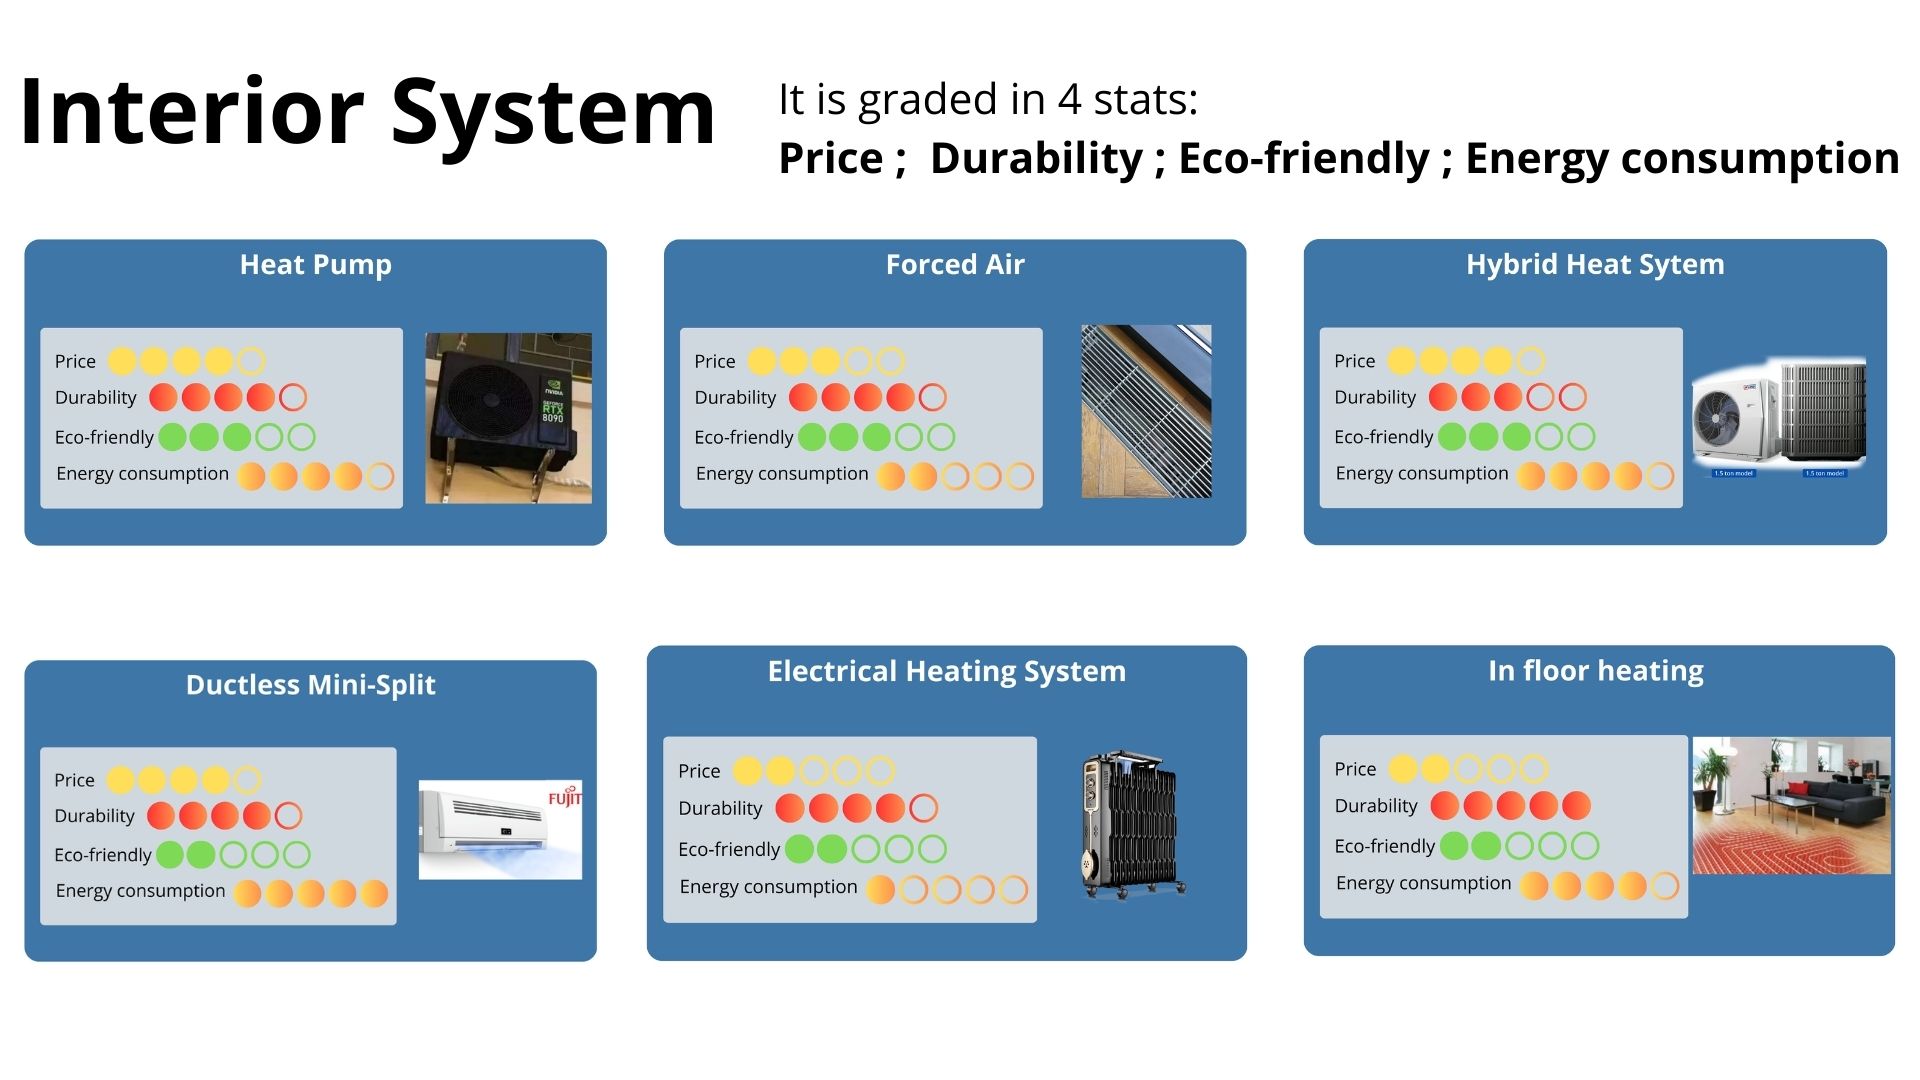 Interior System
It is graded in 4 stats:
Price ; Durability ; Eco-friendly ; Energy consumption
Heat Pump
Price
Durability
Eco-friendly
Energy consumption
NVIDIA
GEFORCE
RTX
8090
Forced Air
Price
Durability
Eco-friendly
Energy consumption
Hybrid Heat Sytem
Price
Durability
Eco-friendly
Energy consumption
1.5 ton model
1.5 ton model
Ductless Mini-Split
Price
Durability
Eco-friendly
Energy consumption
FUJIT
Electrical Heating System
Price
Durability
Eco-friendly
Energy consumption
In floor heating
Price
Durability
Eco-friendly
Energy consumption